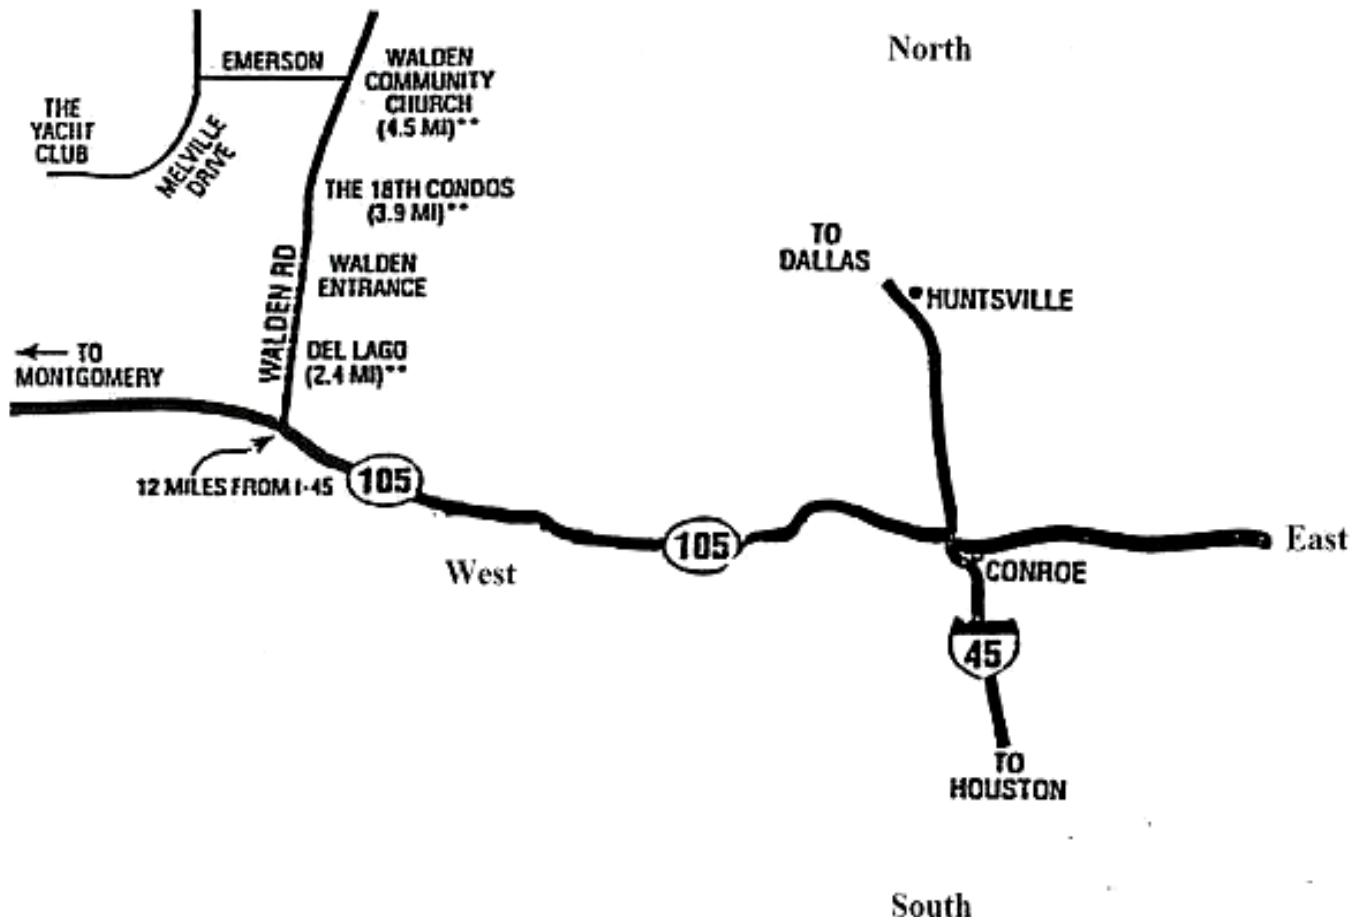 North
EMERSON
WALDEN
COMMUNITY
CHURCH
(4.5 MI)**
THE
YACHT
CLUB
MELVILLE
DRIVE
THE 18TH CONDOS
(3.9 MI)**
WALDEN RD
WALDEN
ENTRANCE
TO
DALLAS
HUNTSVILLE
DEL LAGO
(2.4 MI)**
TO
MONTGOMERY
12 MILES FROM I-45
105
105
West
East
CONROE
45
TO
HOUSTON
South